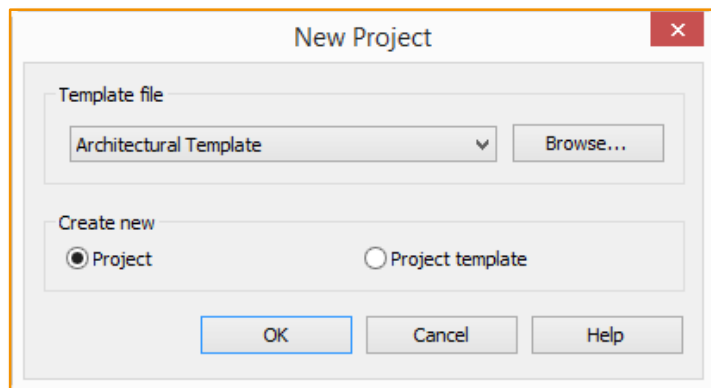 New Project
Template file
Architectural Template
Browse...
Create new
Project
Project template
OK
Cancel
Help